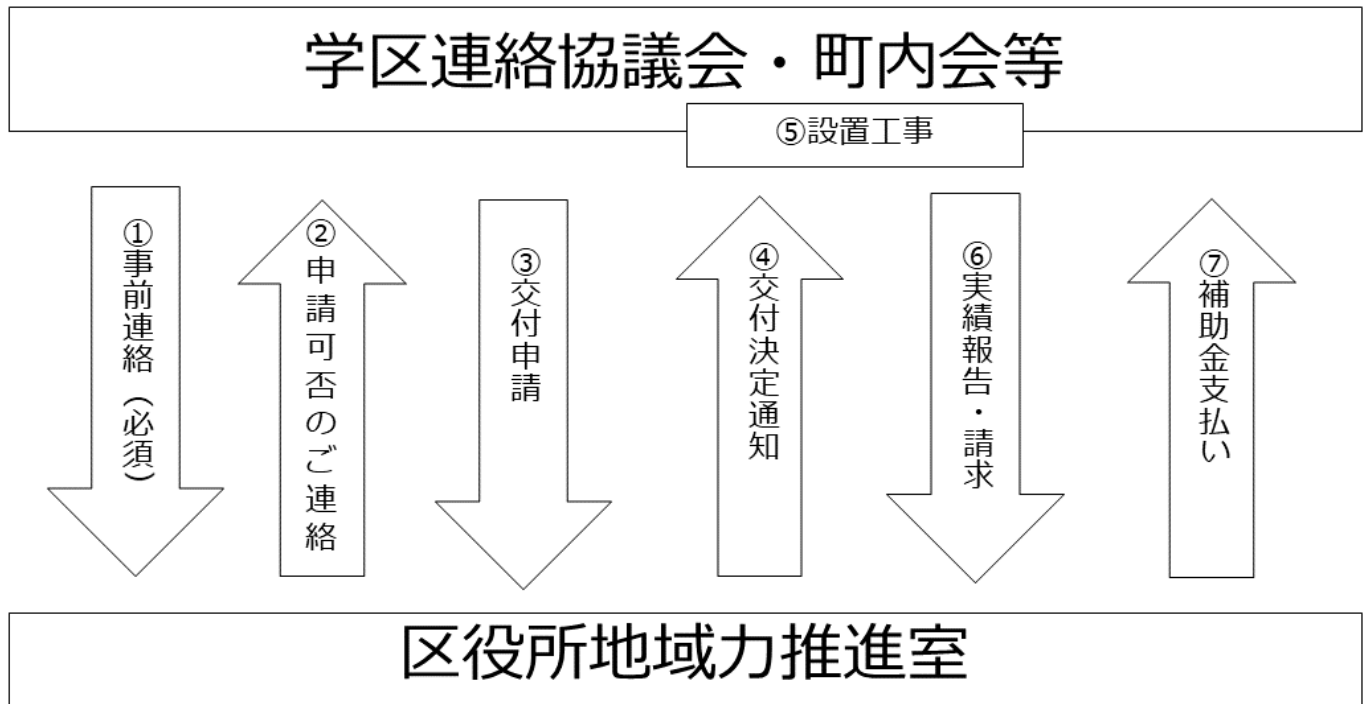 学区連絡協議会・町内会等
⑤設置工事
①事前連絡（必須）
②申請可否のご連絡
③交付申請
④交付決定通知
⑥実績報告・請求
⑦補助金支払い
区役所地域力推進室